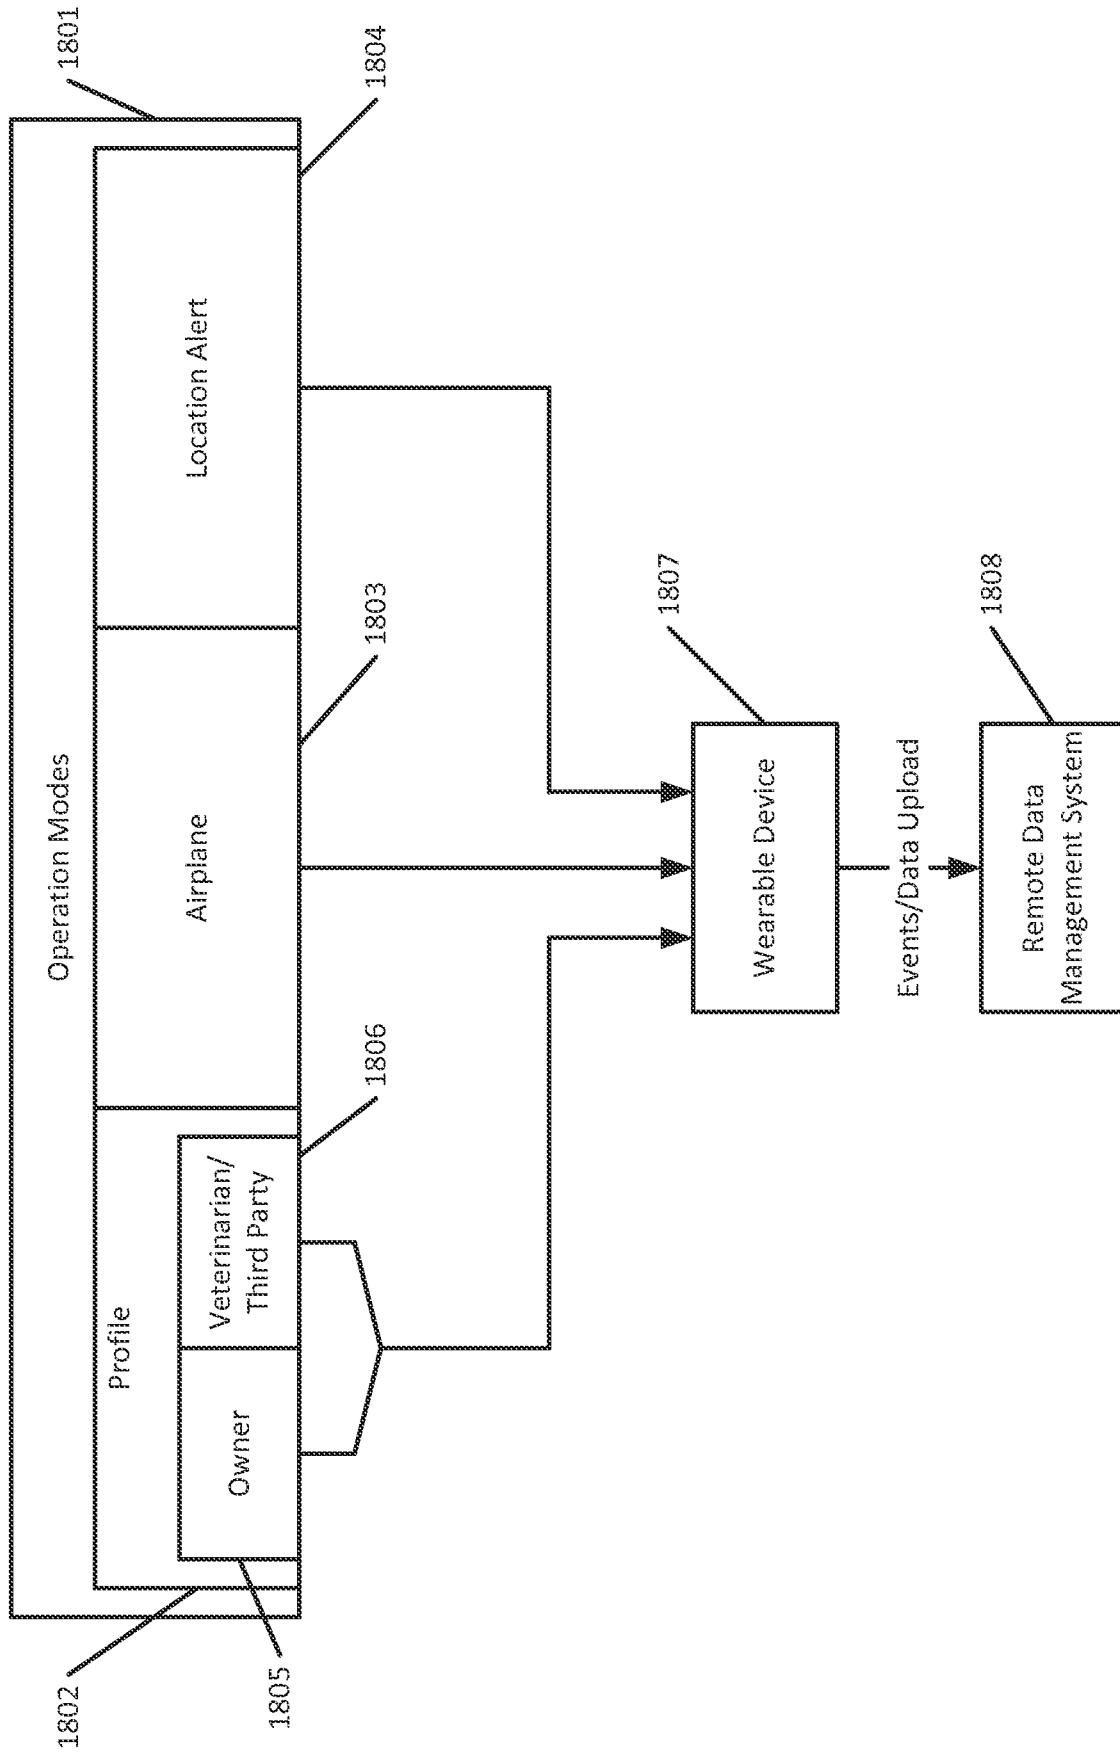 1801
Operation Modes
1802
Profile
Owner
1805
Veterinarian/
Third Party
1806
Airplane
1803
Location Alert
1804
Wearable Device
1807
Events/Data Upload
Remote Data
Management System
1808